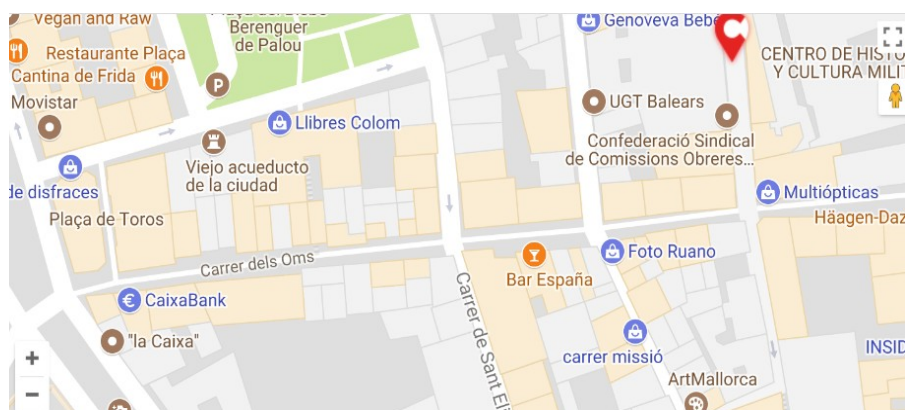 Vegan and Raw
Berenguer
de Palou
Genoveva Bebé
Restaurante Plaça
Cantina de Frida
P
CENTRO DE HISTO
Y CULTURA MILIT
Movistar
UGT Balears
Llibres Colom
Confederació Sindical
de Comissions Obreres...
Viejo acueducto
de la ciudad
de disfraces
Multiópticas
Plaça de Toros
Häagen-Daz
Carrer dels Oms
Foto Ruano
Bar España
€ CaixaBank
Carrer de Sant Eli
"la Caixa"
carrer missió
INSID
ArtMallorca
+
−